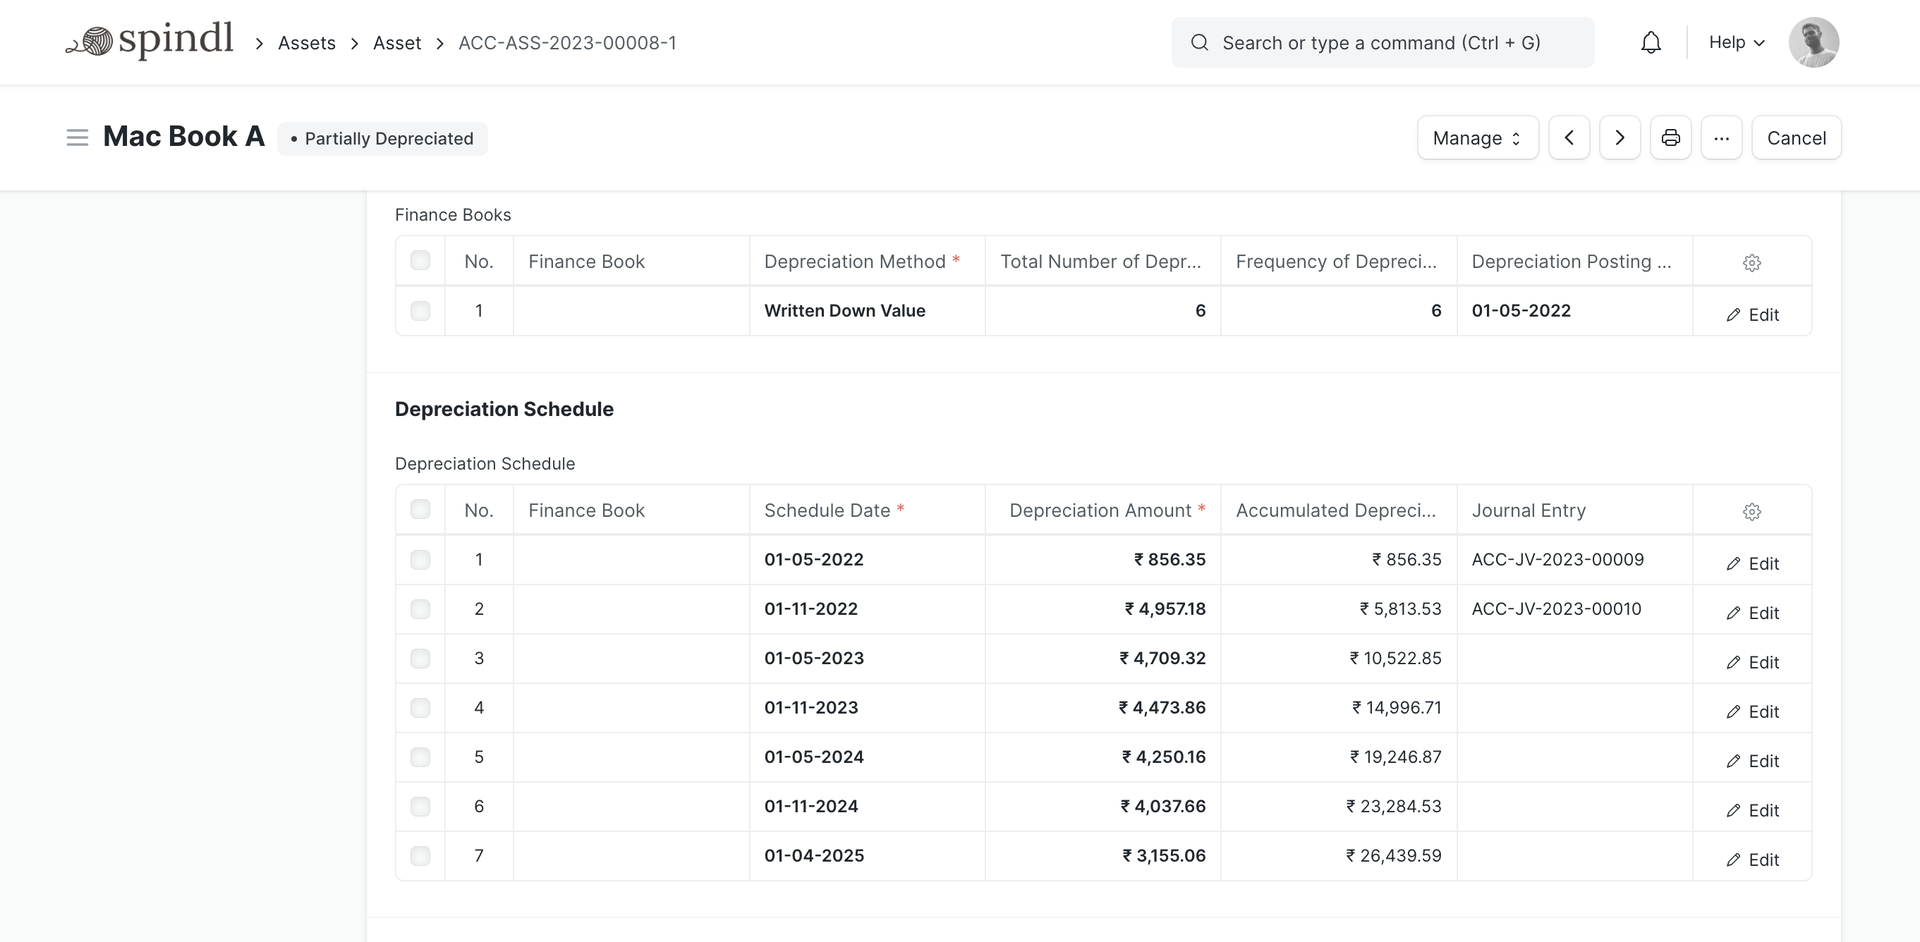 spindl > Assets > Asset > ACC-ASS-2023-00008-1 Search or type a command (Ctrl + G) Help
Mac Book A • Partially Depreciated Manage < > ... Cancel
Finance Books
No. Finance Book Depreciation Method * Total Number of Depr... Frequency of Depreci... Depreciation Posting ...
1 Written Down Value 6 6 01-05-2022 Edit
Depreciation Schedule
Depreciation Schedule
No. Finance Book Schedule Date * Depreciation Amount * Accumulated Depreci... Journal Entry
1 01-05-2022 ₹ 856.35 ₹ 856.35 ACC-JV-2023-00009 Edit
2 01-11-2022 ₹ 4,957.18 ₹ 5,813.53 ACC-JV-2023-00010 Edit
3 01-05-2023 ₹ 4,709.32 ₹ 10,522.85 Edit
4 01-11-2023 ₹ 4,473.86 ₹ 14,996.71 Edit
5 01-05-2024 ₹ 4,250.16 ₹ 19,246.87 Edit
6 01-11-2024 ₹ 4,037.66 ₹ 23,284.53 Edit
7 01-04-2025 ₹ 3,155.06 ₹ 26,439.59 Edit